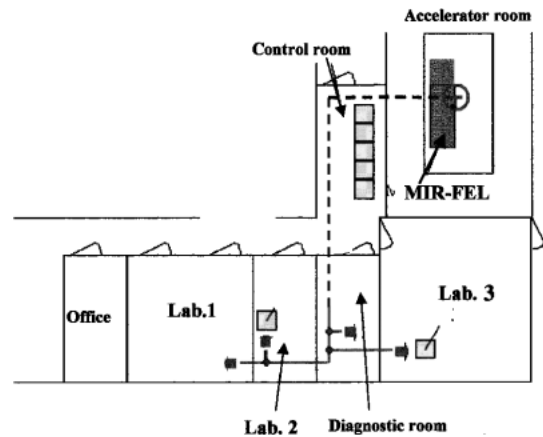 Accelerator room
Control room
MIR-FEL
Office
Lab.1
Lab. 3
Lab. 2
Diagnostic room